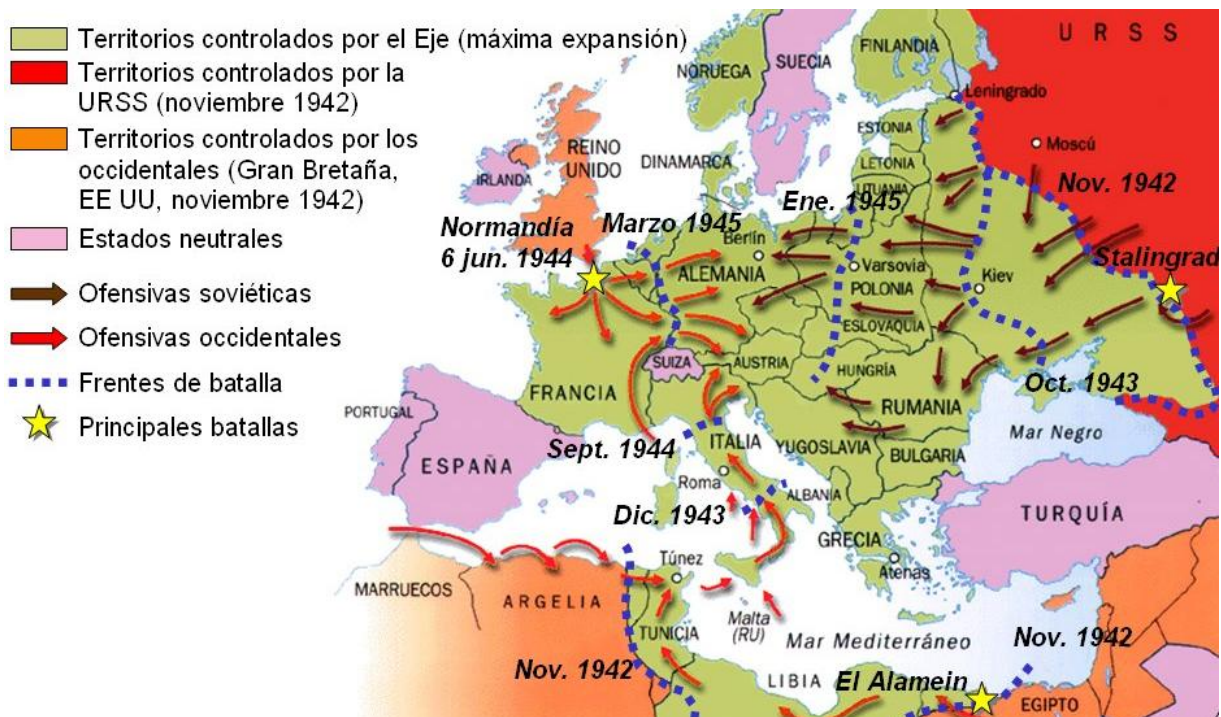 Territorios controlados por el Eje (máxima expansión)
Territorios controlados por la
URSS (noviembre 1942)
Territorios controlados por los
occidentales (Gran Bretaña,
EE UU, noviembre 1942)
Estados neutrales
Ofensivas soviéticas
Ofensivas occidentales
Frentes de batalla
Principales batallas
URSS
FINLANDIA
SUECIA
NORUEGA
Leningrado
ESTONIA
Moscú
REINO
UNIDO
DINAMARCA
LETONIA
IRLANDA
LITUANIA
Nov. 1942
Ene. 1945
Normandía
6 jun. 1944
Marzo 1945
Berlín
Stalingrad
ALEMANIA
Varsovia
Kiev
POLONIA
ESLOVAQUIA
SUIZA
AUSTRIA
HUNGRÍA
FRANCIA
Oct. 1943
RUMANIA
PORTUGAL
Mar Negro
ITALIA
YUGOSLAVIA
Sept. 1944
BULGARIA
ESPAÑA
Roma
ALBANIA
Dic. 1943
TURQUÍA
GRECIA
Túnez
Atenas
MARRUECOS
ARGELIA
Malta
(RU)
TUNICIA
Mar Mediterráneo
Nov. 1942
Nov. 1942
LIBIA
El Alamein
EGIPTO